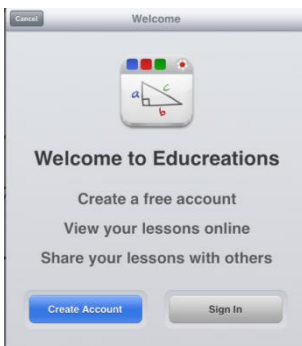 Cancel Welcome
a c
b
Welcome to Educreations
Create a free account
View your lessons online
Share your lessons with others
Create Account Sign In